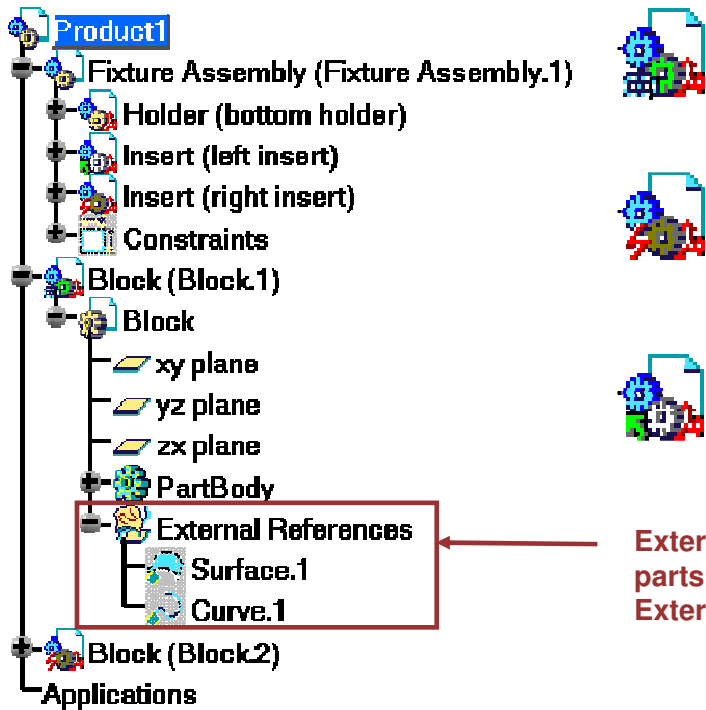 Product1
Fixture Assembly (Fixture Assembly.1)
Holder (bottom holder)
Insert (left insert)
Insert (right insert)
Constraints
Block (Block.1)
Block
xy plane
yz plane
zx plane
PartBody
External References
Surface.1
Curve.1
Block (Block.2)
Applications
Exter
parts
Exter